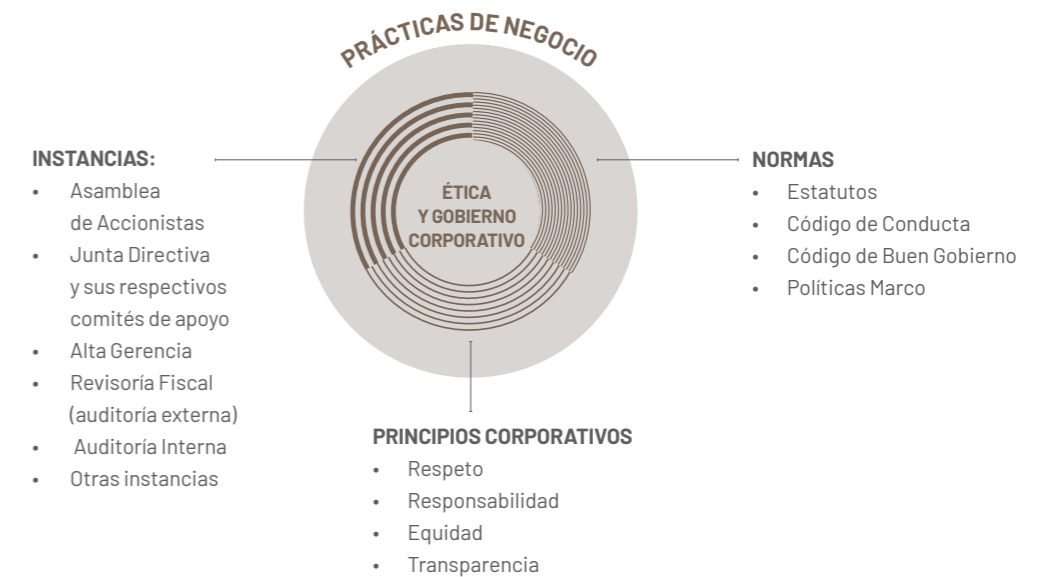 PRÁCTICAS DE NEGOCIO
ÉTICA
Y GOBIERNO
CORPORATIVO
INSTANCIAS:
• Asamblea
de Accionistas
• Junta Directiva
y sus respectivos
comités de apoyo
• Alta Gerencia
• Revisoría Fiscal
(auditoría externa)
• Auditoría Interna
• Otras instancias
NORMAS
• Estatutos
• Código de Conducta
• Código de Buen Gobierno
• Políticas Marco
PRINCIPIOS CORPORATIVOS
• Respeto
• Responsabilidad
• Equidad
• Transparencia